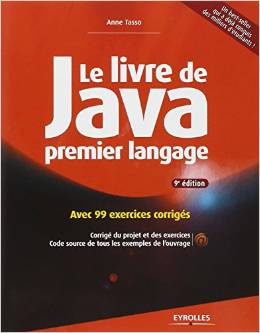 Anne Tasso
Un best-seller
qui a déjà conquis
des milliers d'étudiants !
Le livre de
Java
premier langage
9e édition
Avec 99 exercices corrigés
Corrigé du projet et des exercices
Code source de tous les exemples de l'ouvrage
EYROLLES